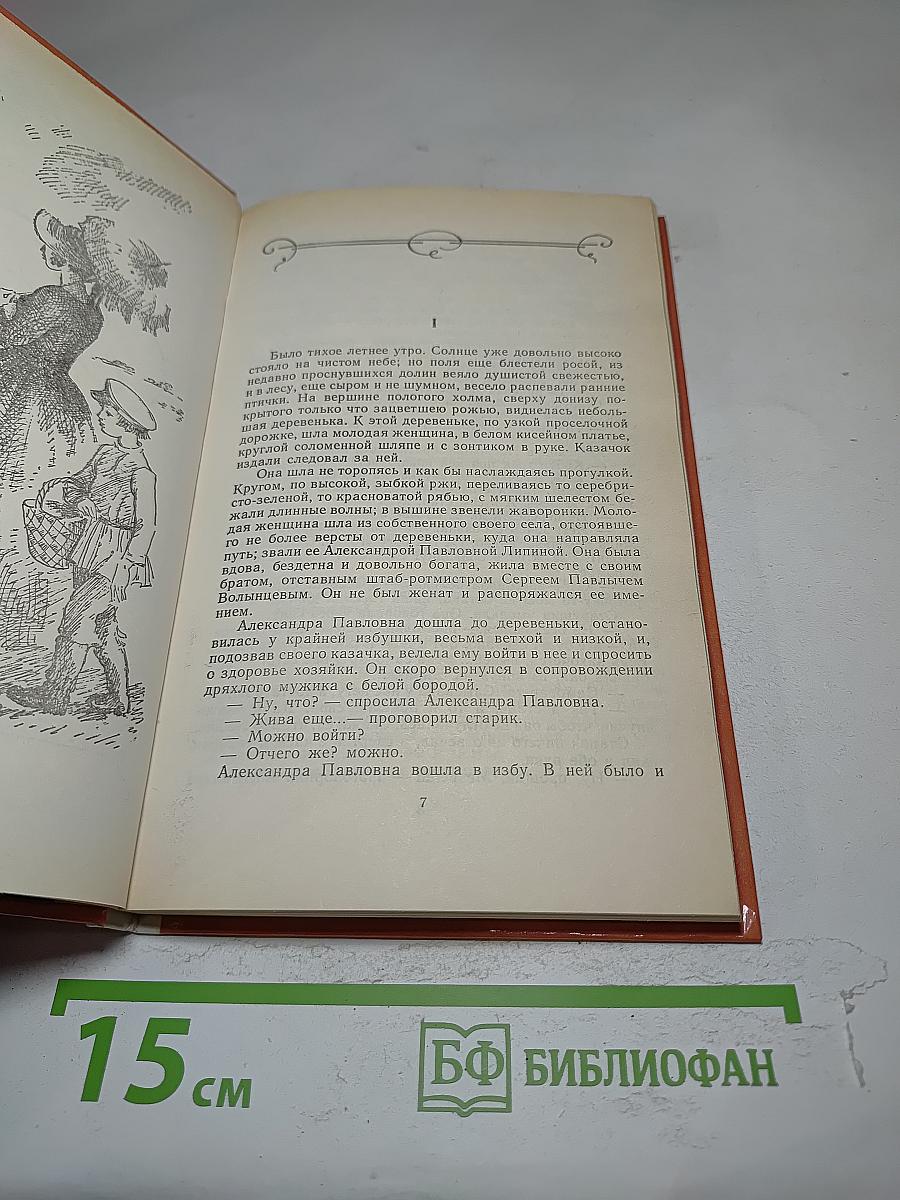 I
Было тихое летнее утро. Солнце уже довольно высоко
стояло на чистом небе; но поля еще блестели росой, из
недавно проснувшихся долин веяло душистой свежестью,
и в лесу, еще сыром и не шумном, весело распевали ранние
птички. На вершине пологого холма, сверху донизу по-
крытого только что зацветшею рожью, виднелась неболь-
шая деревенька. К этой деревеньке, по узкой проселочной
дорожке, шла молодая женщина, в белом кисейном платье,
круглой соломенной шляпе и с зонтиком в руке. Казачок
издали следовал за ней.
Она шла не торопясь и как бы наслаждаясь прогулкой.
Кругом, по высокой, зыбкой ржи, переливаясь то серебри-
сто-зеленой, то красноватой рябью, с мягким шелестом бе-
жали длинные волны; в вышине звенели жаворонки. Моло-
дая женщина шла из собственного своего села, отстоявше-
го не более версты от деревеньки, куда она направляла
путь; звали ее Александрой Павловной Липиной. Она была
вдова, бездетна и довольно богата, жила вместе с своим
братом, отставным штаб-ротмистром Сергеем Павлычем
Волынцевым. Он не был женат и распоряжался ее име-
нием.
Александра Павловна дошла до деревеньки, остано-
вилась у крайней избушки, весьма ветхой и низкой, и,
подозвав своего казачка, велела ему войти в нее и спросить
о здоровье хозяйки. Он скоро вернулся в сопровождении
дряхлого мужика с белой бородой.
— Ну, что? — спросила Александра Павловна.
— Жива еще...— проговорил старик.
— Можно войти?
— Отчего же? можно.
Александра Павловна вошла в избу. В ней было и
7
15 см
БФ БИБЛИОФАН